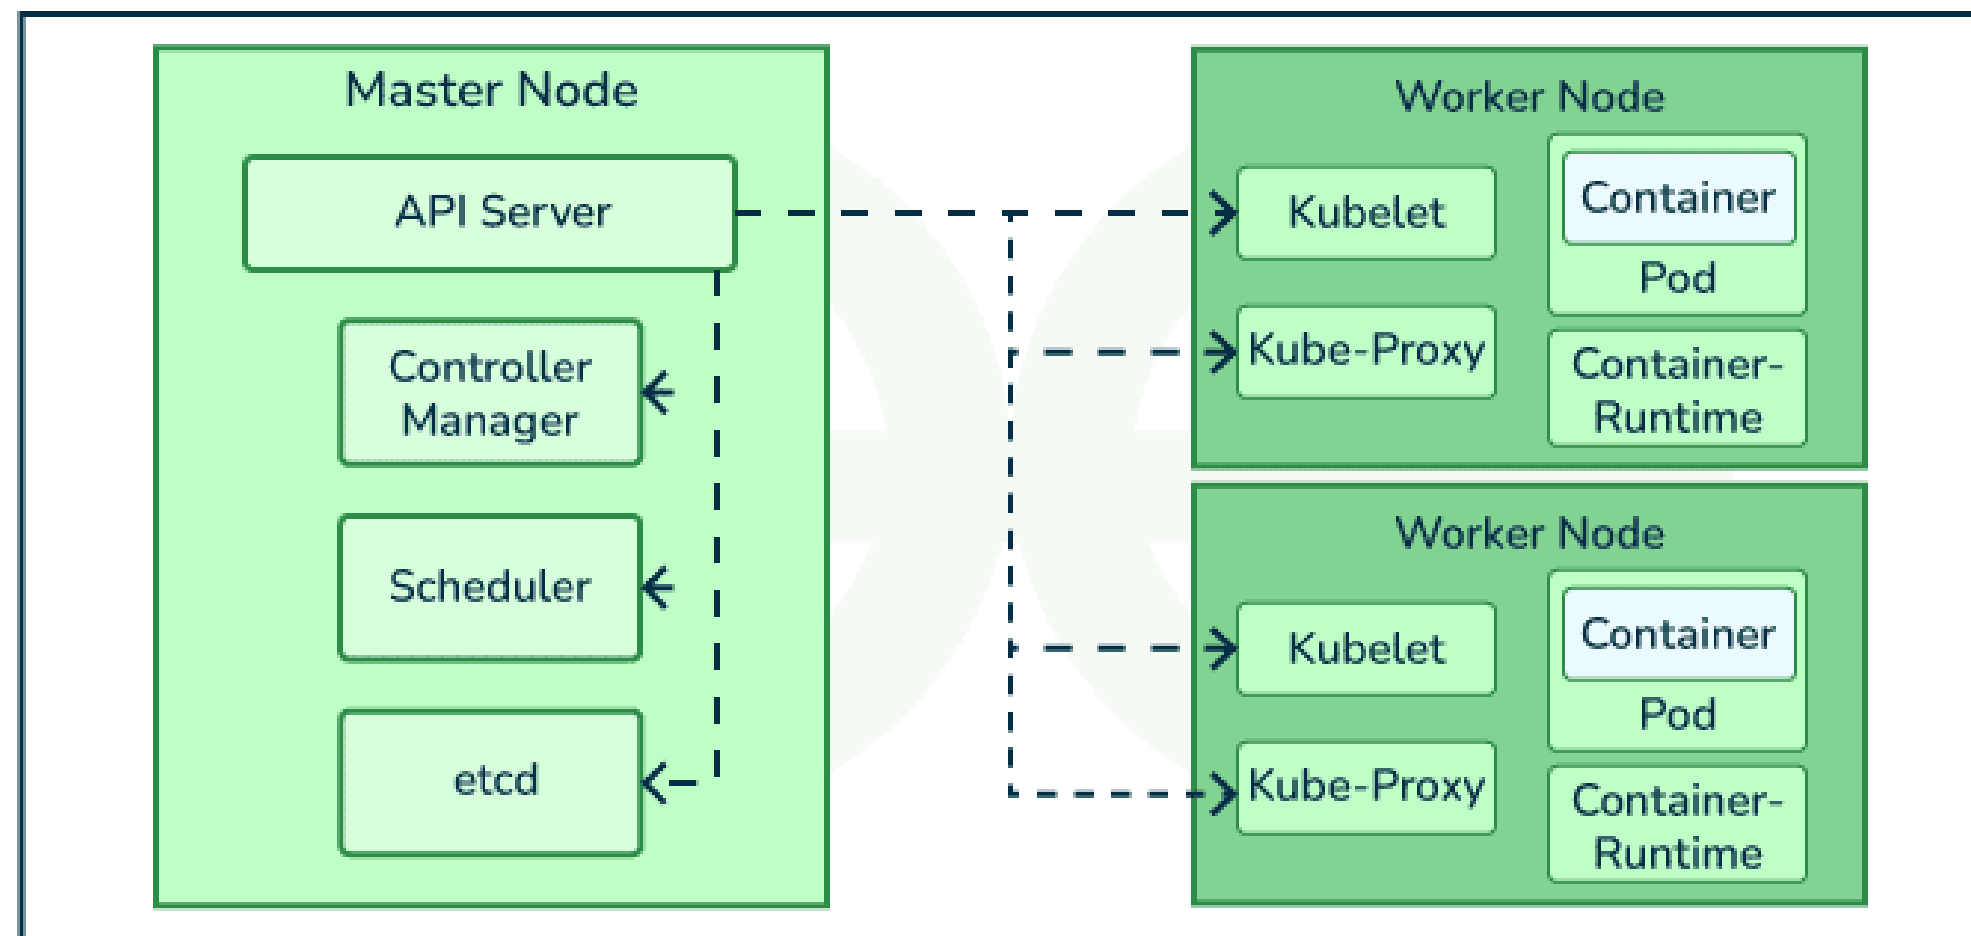 Master Node
API Server
Controller
Manager
Scheduler
etcd
Worker Node
Kubelet
Kube-Proxy
Container
Pod
Container-
Runtime
Worker Node
Kubelet
Kube-Proxy
Container
Pod
Container-
Runtime